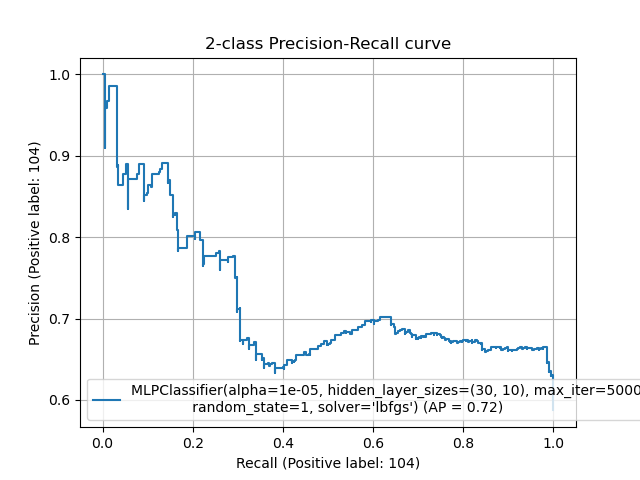 2-class Precision-Recall curve
1.0
0.9
0.8
0.7
0.6
Precision (Positive label: 104)
MLPClassifier(alpha=1e-05, hidden_layer_sizes=(30, 10), max_iter=5000
random_state=1, solver='lbfgs') (AP = 0.72)
0.0 0.2 0.4 0.6 0.8 1.0
Recall (Positive label: 104)